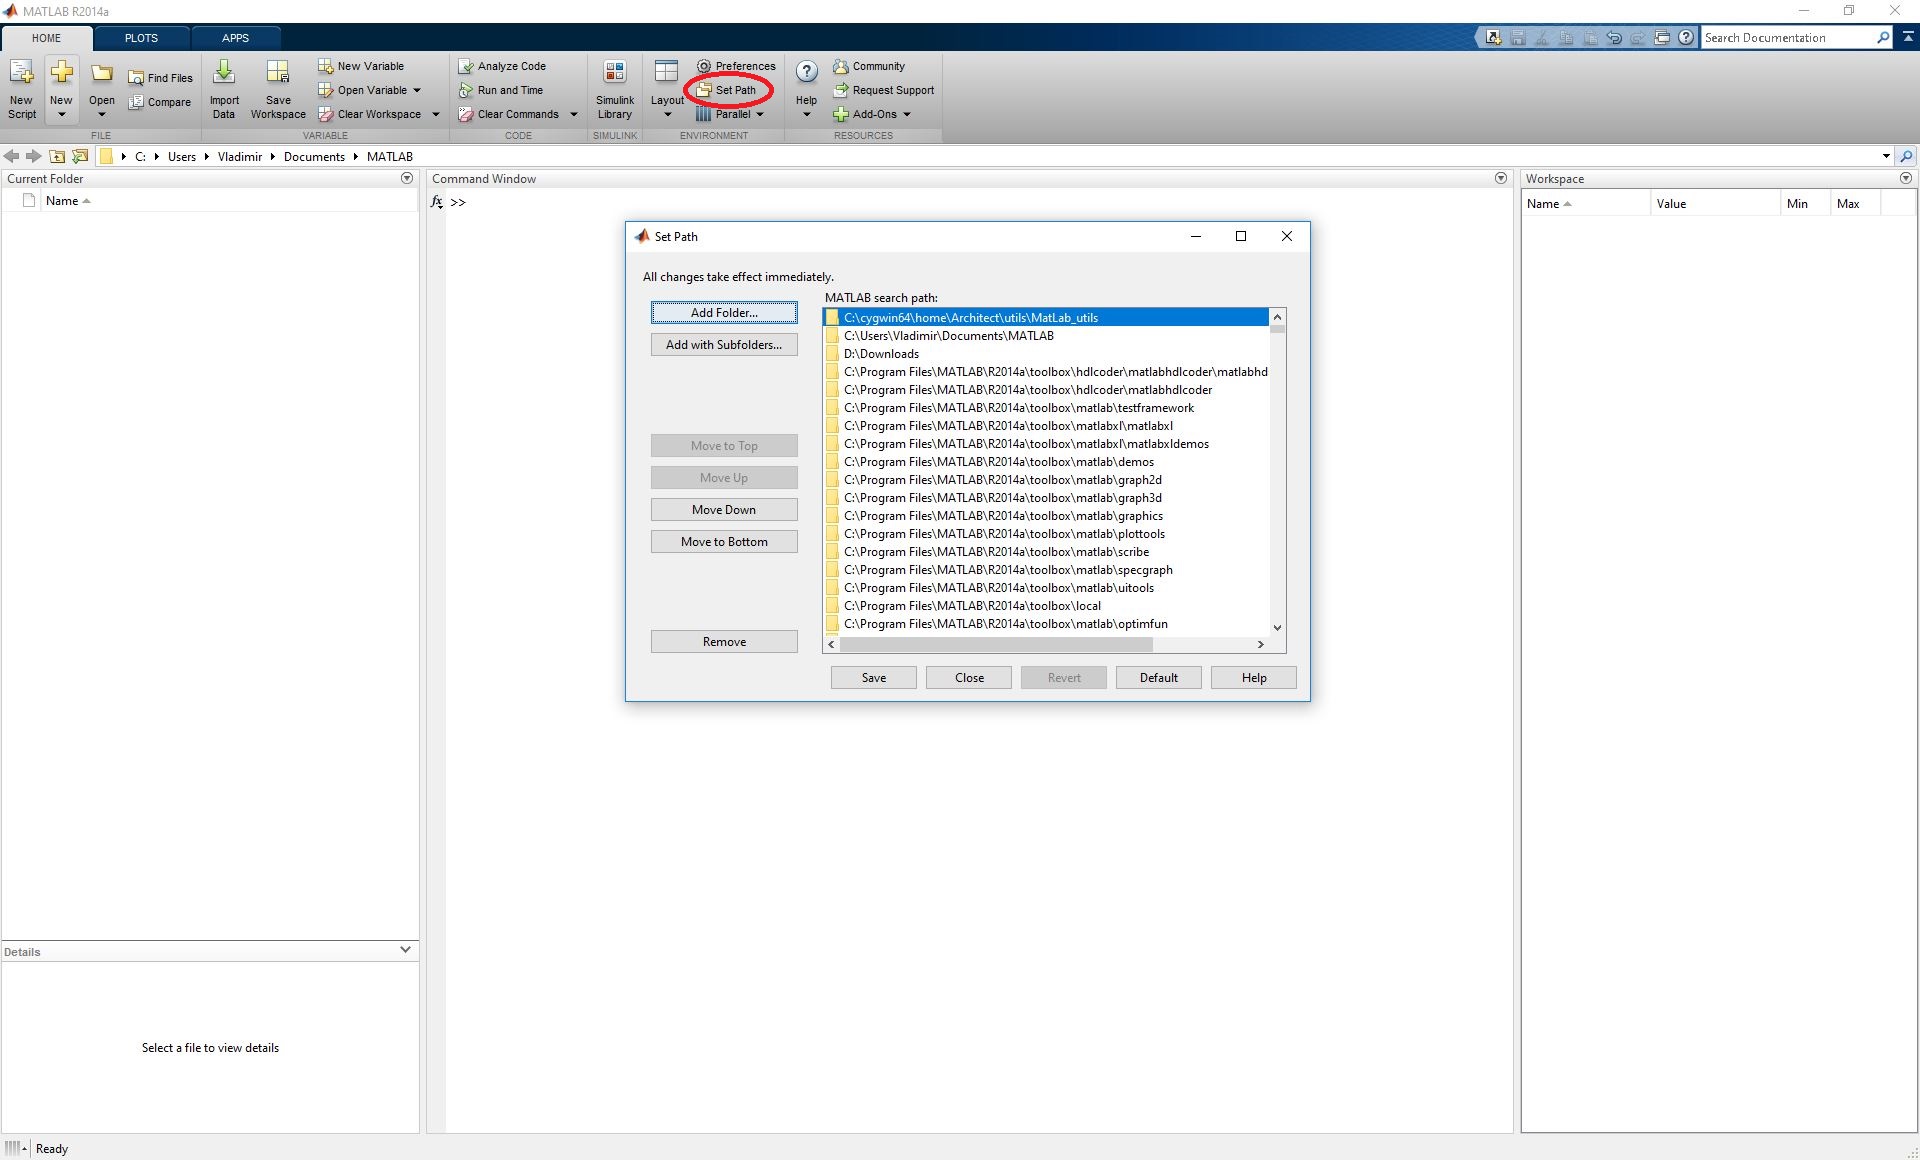 MATLAB R2014a
HOME PLOTS APPS
Search Documentation
New Script
New
Open
Find Files
Compare
FILE
Import Data
Save Workspace
New Variable
Open Variable
Clear Workspace
VARIABLE
Analyze Code
Run and Time
Clear Commands
CODE
Simulink Library
SIMULINK
Layout
Preferences
Set Path
Parallel
ENVIRONMENT
Help
Community
Request Support
Add-Ons
RESOURCES
C: Users Vladimir Documents MATLAB
Current Folder
Name
Command Window
fx >>
Workspace
Name Value Min Max
Set Path
All changes take effect immediately.
MATLAB search path:
Add Folder...
Add with Subfolders...
Move to Top
Move Up
Move Down
Move to Bottom
Remove
C:\cygwin64\home\Architect\utils\MatLab_utils
C:\Users\Vladimir\Documents\MATLAB
D:\Downloads
C:\Program Files\MATLAB\R2014a\toolbox\hdlcoder\matlabhdlcoder\matlabhd
C:\Program Files\MATLAB\R2014a\toolbox\hdlcoder\matlabhdlcoder
C:\Program Files\MATLAB\R2014a\toolbox\matlab\testframework
C:\Program Files\MATLAB\R2014a\toolbox\matlabxl\matlabxl
C:\Program Files\MATLAB\R2014a\toolbox\matlabxl\matlabxldemos
C:\Program Files\MATLAB\R2014a\toolbox\matlab\demos
C:\Program Files\MATLAB\R2014a\toolbox\matlab\graph2d
C:\Program Files\MATLAB\R2014a\toolbox\matlab\graph3d
C:\Program Files\MATLAB\R2014a\toolbox\matlab\graphics
C:\Program Files\MATLAB\R2014a\toolbox\matlab\plottools
C:\Program Files\MATLAB\R2014a\toolbox\matlab\scribe
C:\Program Files\MATLAB\R2014a\toolbox\matlab\specgraph
C:\Program Files\MATLAB\R2014a\toolbox\matlab\uitools
C:\Program Files\MATLAB\R2014a\toolbox\local
C:\Program Files\MATLAB\R2014a\toolbox\matlab\optimfun
Save Close Revert Default Help
Details
Select a file to view details
Ready